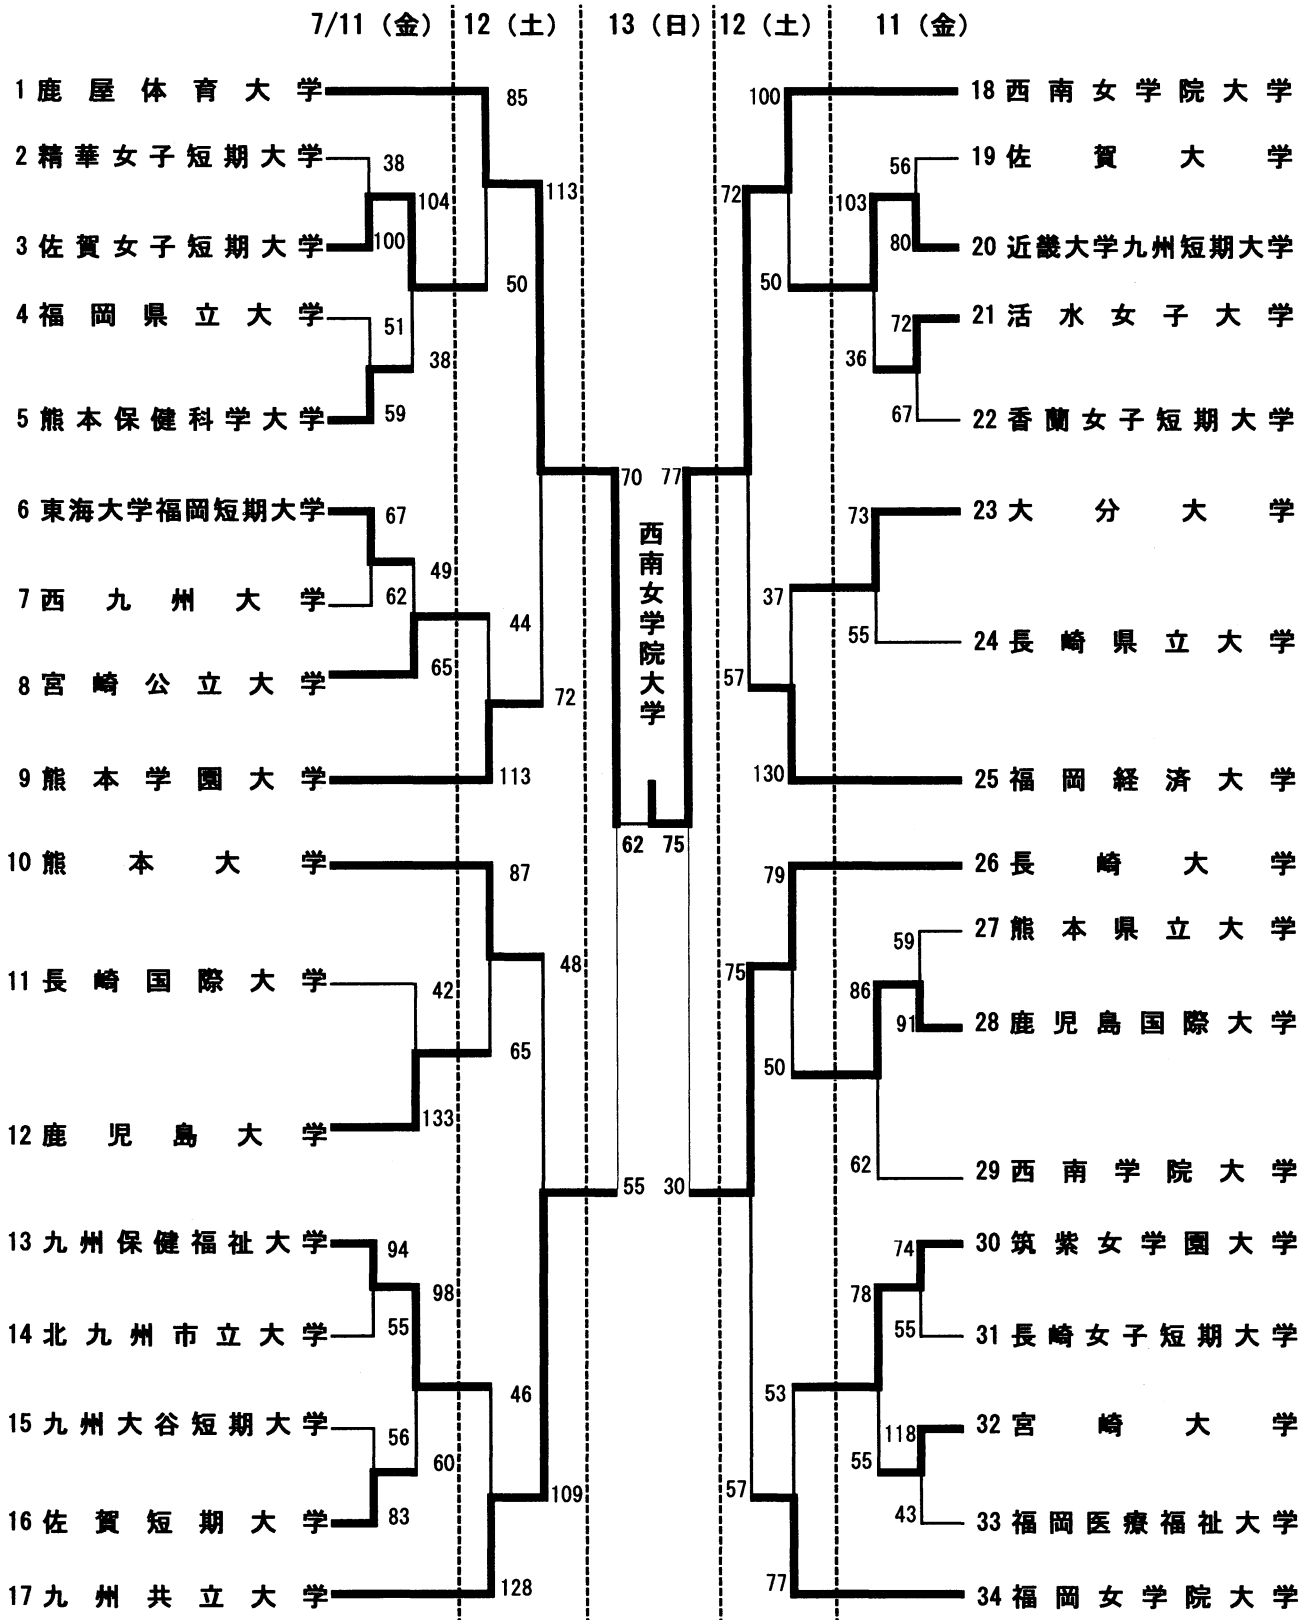 7/11（金） 12（土） 13（日） 12（土） 11（金）
1 鹿屋体育大学
85
2 精華女子短期大学
38
104
113
3 佐賀女子短期大学
100
50
4 福岡県立大学
51
38
5 熊本保健科学大学
59
70
6 東海大学福岡短期大学
67
49
7 西九州大学
62
44
8 宮崎公立大学
65
72
9 熊本学園大学
113
10 熊本大学
87
48
11 長崎国際大学
42
65
12 鹿児島大学
133
55
13 九州保健福祉大学
94
98
14 北九州市立大学
55
46
15 九州大谷短期大学
56
60
109
16 佐賀短期大学
83
17 九州共立大学
128
西南女学院大学
62 75
100
18 西南女学院大学
56
19 佐賀大学
72
103
80
20 近畿大学九州短期大学
50
72
21 活水女子大学
36
67
22 香蘭女子短期大学
77
73
23 大分大学
37
55
24 長崎県立大学
57
130
25 福岡経済大学
79
26 長崎大学
59
27 熊本県立大学
75
86
91
28 鹿児島国際大学
50
62
29 西南学院大学
30
74
30 筑紫女学園大学
78
55
31 長崎女子短期大学
53
118
32 宮崎大学
55
57
43
33 福岡医療福祉大学
77
34 福岡女学院大学